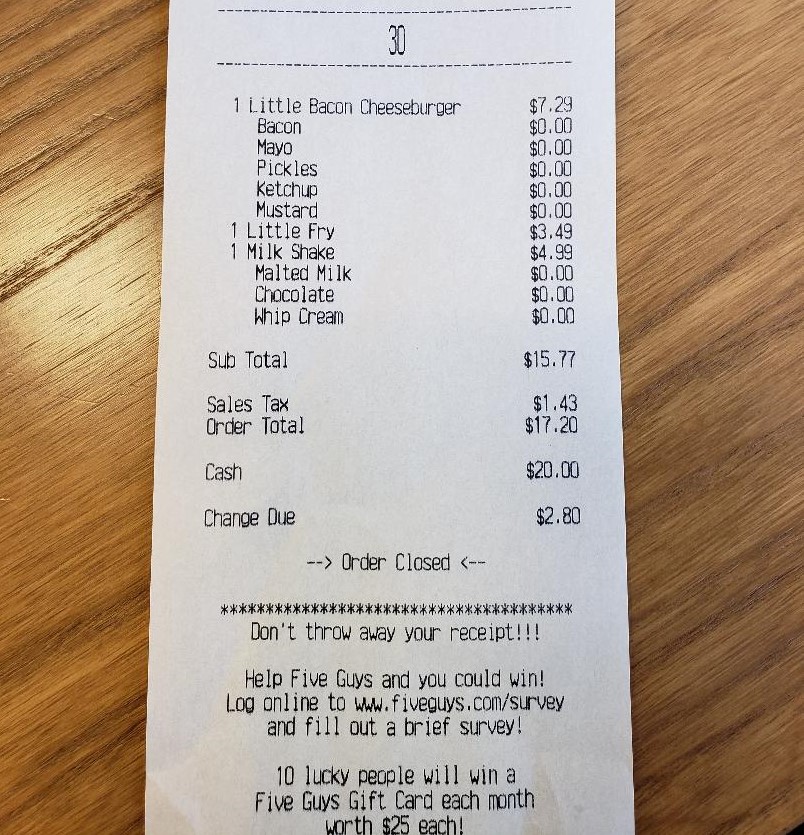 ------------------------------------------
30
------------------------------------------
1 Little Bacon Cheeseburger $7.29
Bacon $0.00
Mayo $0.00
Pickles $0.00
Ketchup $0.00
Mustard $0.00
1 Little Fry $3.49
1 Milk Shake $4.99
Malted Milk $0.00
Chocolate $0.00
Whip Cream $0.00
Sub Total $15.77
Sales Tax $1.43
Order Total $17.20
Cash $20.00
Change Due $2.80
--> Order Closed <--
***************************************
Don't throw away your receipt!!!
Help Five Guys and you could win!
Log online to www.fiveguys.com/survey
and fill out a brief survey!
10 lucky people will win a
Five Guys Gift Card each month
worth $25 each!